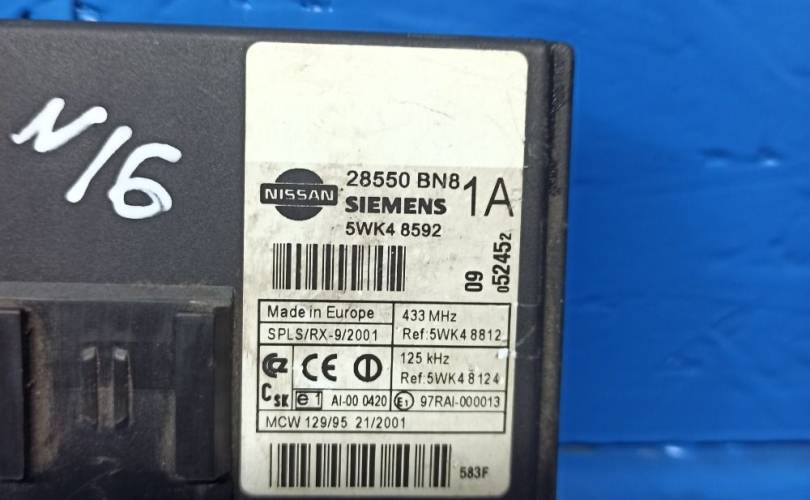 N16
28550 BN8 1A
NISSAN
SIEMENS
5WK4 8592
09
052452
Made in Europe
433 MHz
SPLS/RX-9/2001
Ref:5WK4 8812
CE
125 kHz
Ref:5WK4 8124
CSK
e1 AI-00 0420
E1 97RAI-000013
MCW 129/95 21/2001
583F